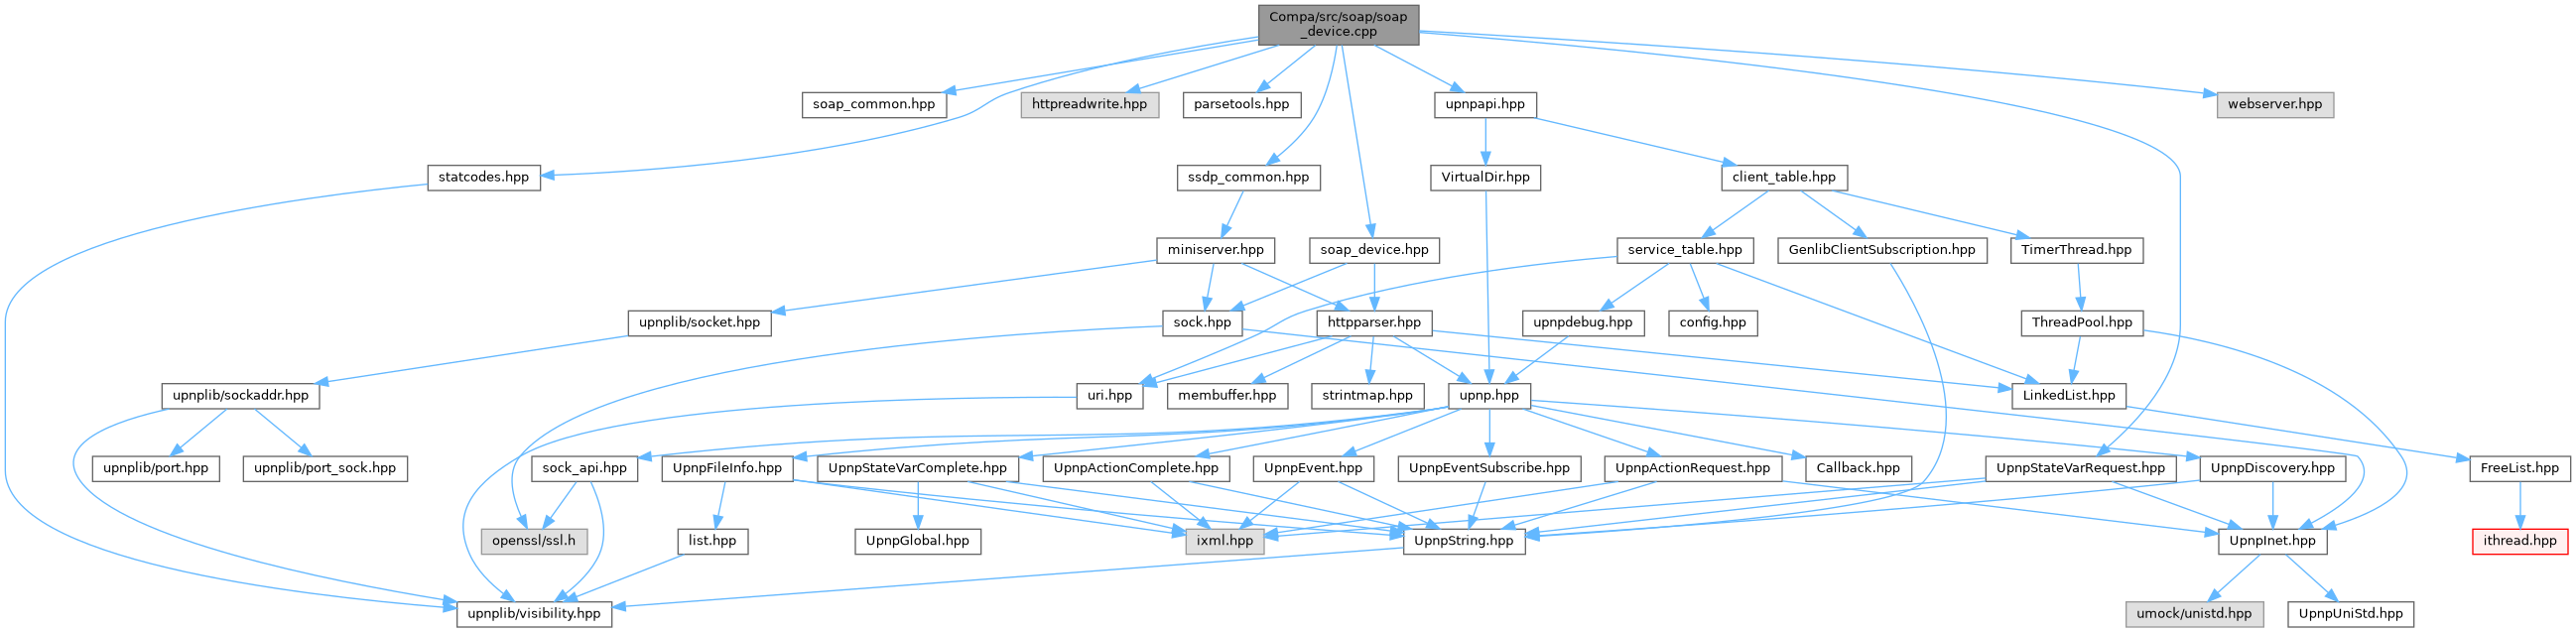 Compa/src/soap/soap
_device.cpp
soap_common.hpp
httpreadwrite.hpp
parsetools.hpp
upnpapi.hpp
webserver.hpp
statcodes.hpp
ssdp_common.hpp
VirtualDir.hpp
client_table.hpp
miniserver.hpp
soap_device.hpp
service_table.hpp
GenlibClientSubscription.hpp
TimerThread.hpp
upnplib/socket.hpp
sock.hpp
httpparser.hpp
upnpdebug.hpp
config.hpp
ThreadPool.hpp
upnplib/sockaddr.hpp
uri.hpp
membuffer.hpp
strintmap.hpp
upnp.hpp
LinkedList.hpp
upnplib/port.hpp
upnplib/port_sock.hpp
sock_api.hpp
UpnpFileInfo.hpp
UpnpStateVarComplete.hpp
UpnpActionComplete.hpp
UpnpEvent.hpp
UpnpEventSubscribe.hpp
UpnpActionRequest.hpp
Callback.hpp
UpnpStateVarRequest.hpp
UpnpDiscovery.hpp
FreeList.hpp
openssl/ssl.h
list.hpp
UpnpGlobal.hpp
ixml.hpp
UpnpString.hpp
UpnpInet.hpp
ithread.hpp
upnplib/visibility.hpp
umock/unistd.hpp
UpnpUniStd.hpp